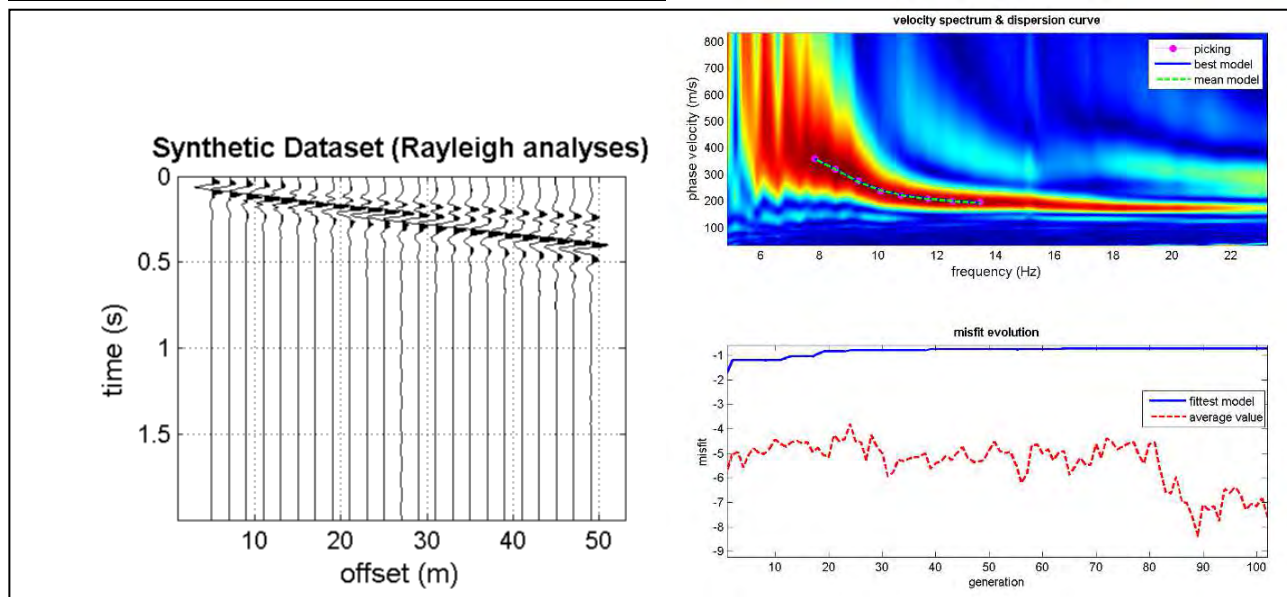 Synthetic Dataset (Rayleigh analyses)
0
0.5
1
1.5
time (s)
10 20 30 40 50
offset (m)
velocity spectrum & dispersion curve
800
700
600
500
400
300
200
100
phase velocity (m/s)
picking
best model
mean model
6 8 10 12 14 16 18 20 22
frequency (Hz)
misfit evolution
-1
-2
-3
-4
-5
-6
-7
-8
-9
misfit
fittest model
average value
10 20 30 40 50 60 70 80 90 100
generation